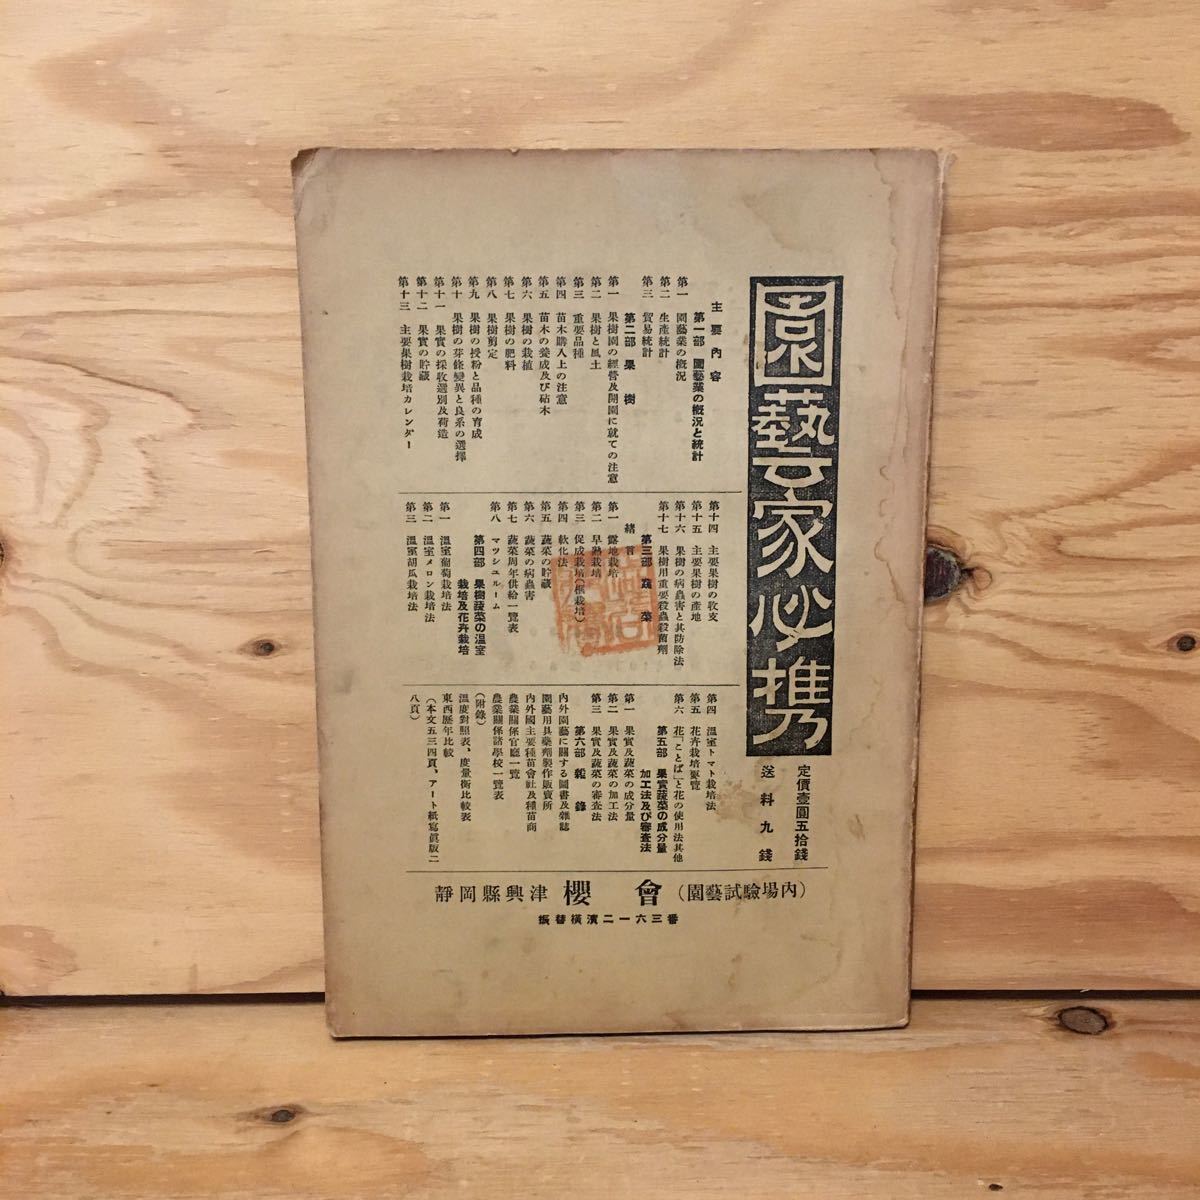 園藝家必携
定價壹圓五拾錢
送料九錢
主要內容
第一部 園藝業の概況と統計
第一 園藝業の概況
第二 生產統計
第三 貿易統計
第二部 果樹
第一 果樹園の經營及開園に就ての注意
第二 果樹と風土
第三 重要品種
第四 苗木購入上の注意
第五 苗木の養成及び砧木
第六 果樹の栽植
第七 果樹の肥料
第八 果樹剪定
第九 果樹の授粉と品種の育成
第十 果樹の芽條變異と良系の選擇
第十一 果實の採收選別及荷造
第十二 果實の貯藏
第十三 主要果樹栽培カレンダー
第十四 主要果樹の收支
第十五 主要果樹の產地
第十六 果樹の病蟲害と其防除法
第十七 果樹用重要殺蟲殺菌劑
第三部 蔬菜
緖言
第一 露地栽培
第二 早熟栽培
第三 促成栽培(框栽培)
第四 軟化法
第五 蔬菜の貯藏
第六 蔬菜の病蟲害
第七 蔬菜周年供給一覽表
第八 マツシユルーム
第四部 果樹蔬菜の溫室栽培及花卉栽培
第一 溫室葡萄栽培法
第二 溫室メロン栽培法
第三 溫室胡瓜栽培法
第四 溫室トマト栽培法
第五 花卉栽培要覽
第六 花「ことば」と花の使用法其他
第五部 果實蔬菜の成分量
加工法及び審査法
第一 果實及蔬菜の成分量
第二 果實及蔬菜の加工法
第三 果實及蔬菜の審査法
第六部 雜錄
內外園藝に關する圖書及雜誌
園藝用具藥劑製作販賣所
內外國主要種苗會社及種苗商
農業關係官廳一覽
農業關係諸學校一覽表
(附錄)
溫度對照表、度量衡比較表
東西歷年比較
(本文五三四頁、アート紙寫眞版二
八頁)
靜岡縣興津 櫻會 (園藝試驗場內)
振替橫濱二一六三番